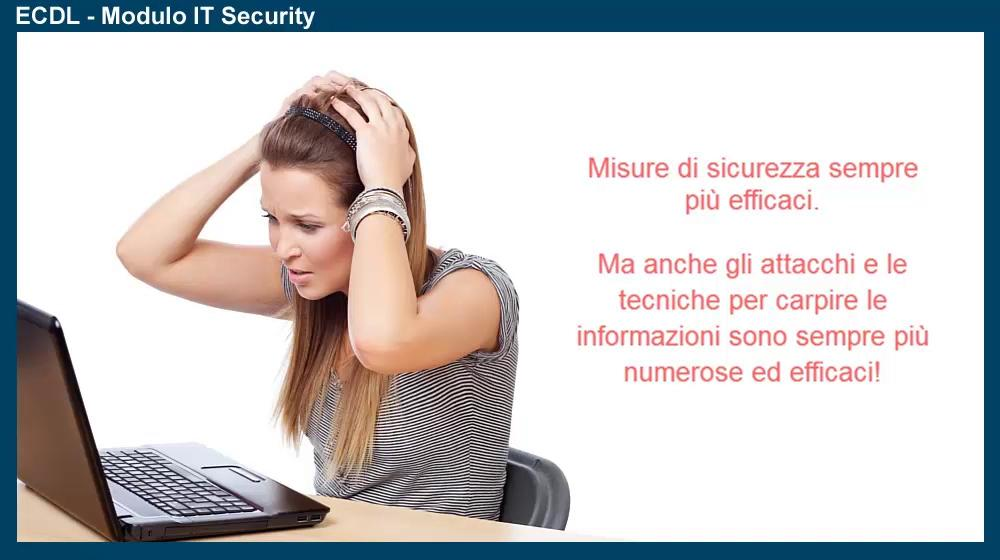 ECDL - Modulo IT Security
Misure di sicurezza sempre
più efficaci.
Ma anche gli attacchi e le
tecniche per carpire le
informazioni sono sempre più
numerose ed efficaci!